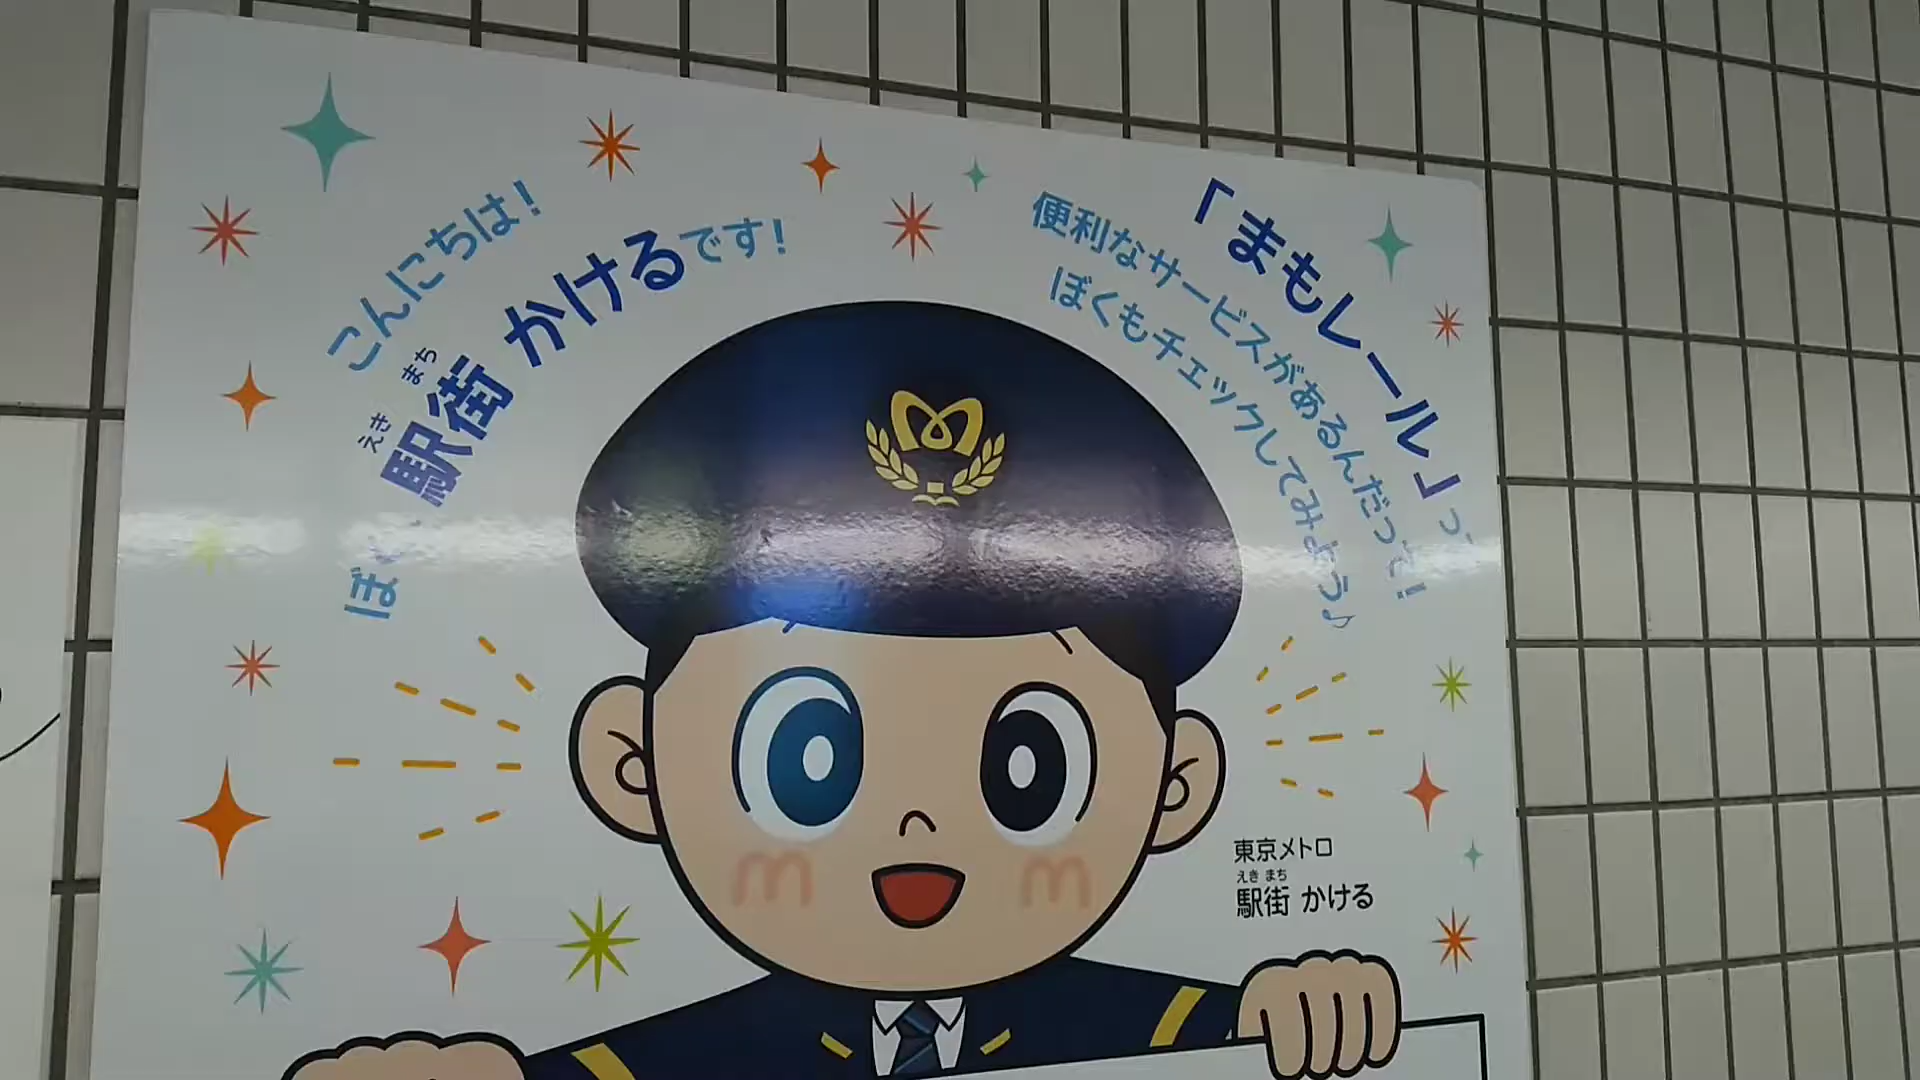 こんにちは!
ぼく、駅街 かけるです!
えき まち
「まもレール」っ
便利なサービスがあるんだって!
ぼくもチェックしてみよう♪
東京メトロ
えき まち
駅街 かける